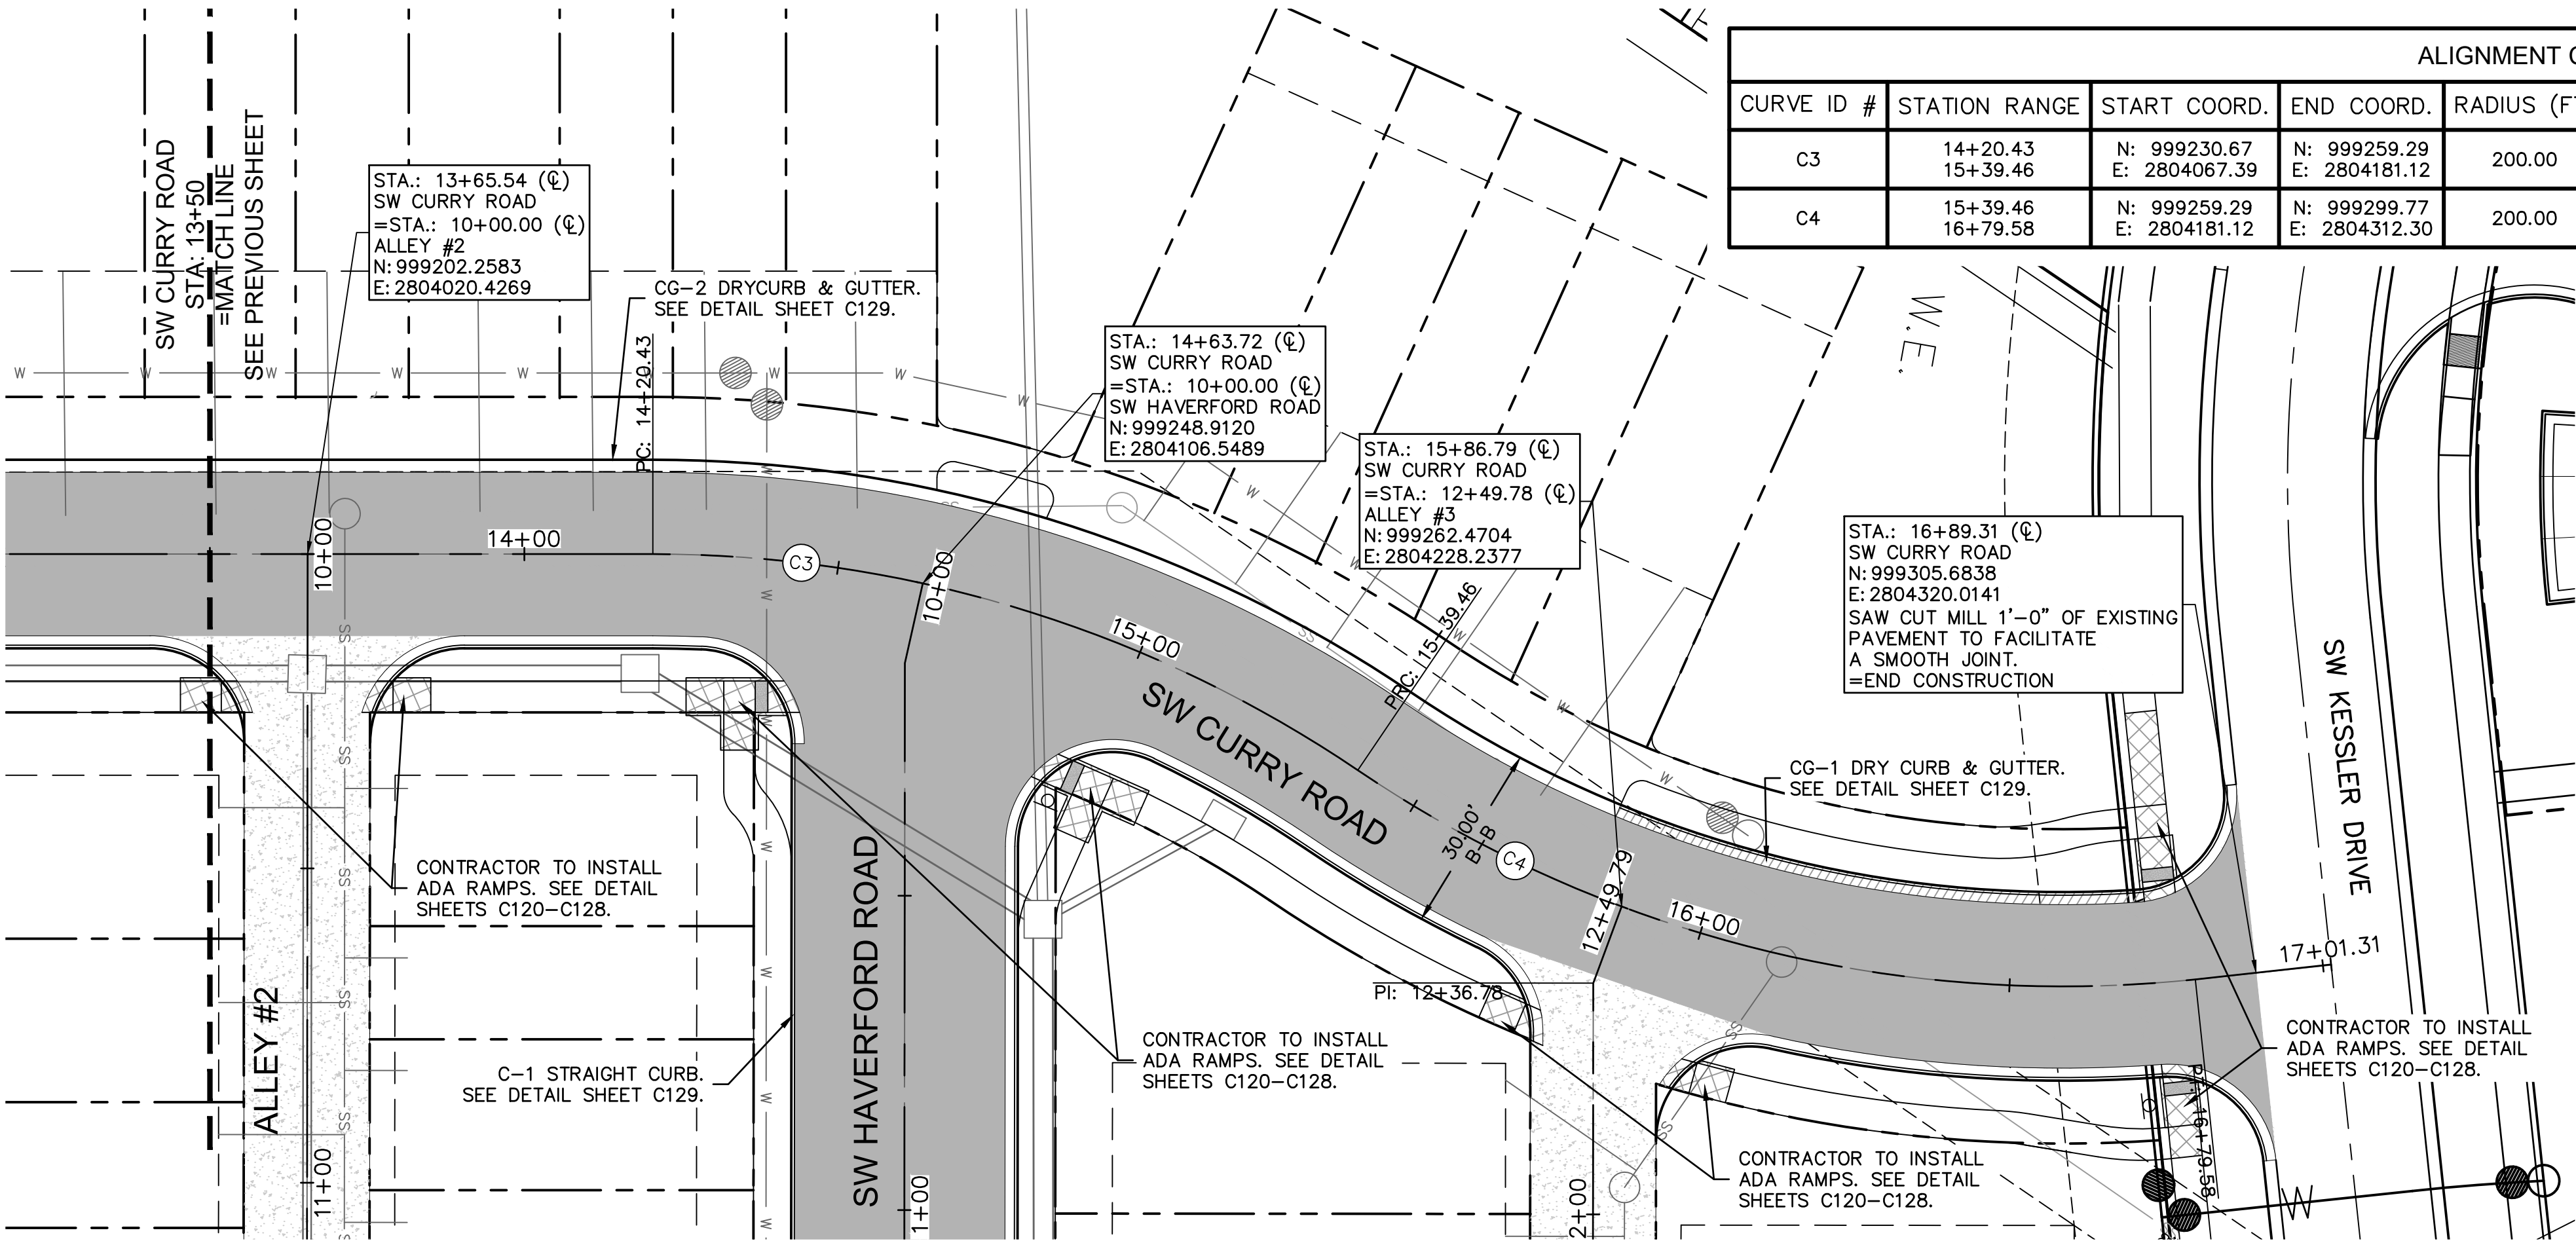 ALIGNMENT
CURVE ID #
STATION RANGE
START COORD.
END COORD.
RADIUS
C3
14+20.43
15+39.46
N: 999230.67
E: 2804067.39
N: 999259.29
E: 2804181.12
200.00
C4
15+39.46
16+79.58
N: 999259.29
E: 2804181.12
N: 999299.77
E: 2804312.30
200.00
SW CURRY ROAD
STA: 13+50
=MATCH LINE
SEE PREVIOUS SHEET
STA.: 13+65.54 (℄)
SW CURRY ROAD
=STA.: 10+00.00 (℄)
ALLEY #2
N:999202.2583
E:2804020.4269
CG-2 DRYCURB & GUTTER.
SEE DETAIL SHEET C129.
PC: 14+20.43
STA.: 14+63.72 (℄)
SW CURRY ROAD
=STA.: 10+00.00 (℄)
SW HAVERFORD ROAD
N:999248.9120
E:2804106.5489
STA.: 15+86.79 (℄)
SW CURRY ROAD
=STA.: 12+49.78 (℄)
ALLEY #3
N:999262.4704
E:2804228.2377
W.E.
STA.: 16+89.31 (℄)
SW CURRY ROAD
N:999305.6838
E:2804320.0141
SAW CUT MILL 1'-0" OF EXISTING
PAVEMENT TO FACILITATE
A SMOOTH JOINT.
=END CONSTRUCTION
W W W W W W W W
10+00
14+00
C3
10+00
15+00
PRC: 15+39.46
SW CURRY ROAD
30.00'
B-B
C4
12+49.79
16+00
17+01.31
SW KESSLER DRIVE
CG-1 DRY CURB & GUTTER.
SEE DETAIL SHEET C129.
CONTRACTOR TO INSTALL
ADA RAMPS. SEE DETAIL
SHEETS C120-C128.
PI: 12+36.78
ALLEY #2
11+00
C-1 STRAIGHT CURB.
SEE DETAIL SHEET C129.
SW HAVERFORD ROAD
1+00
CONTRACTOR TO INSTALL
ADA RAMPS. SEE DETAIL
SHEETS C120-C128.
2+00
CONTRACTOR TO INSTALL
ADA RAMPS. SEE DETAIL
SHEETS C120-C128.
CONTRACTOR TO INSTALL
ADA RAMPS. SEE DETAIL
SHEETS C120-C128.
PT: 16+79.58
W
SS SS SS SS SS